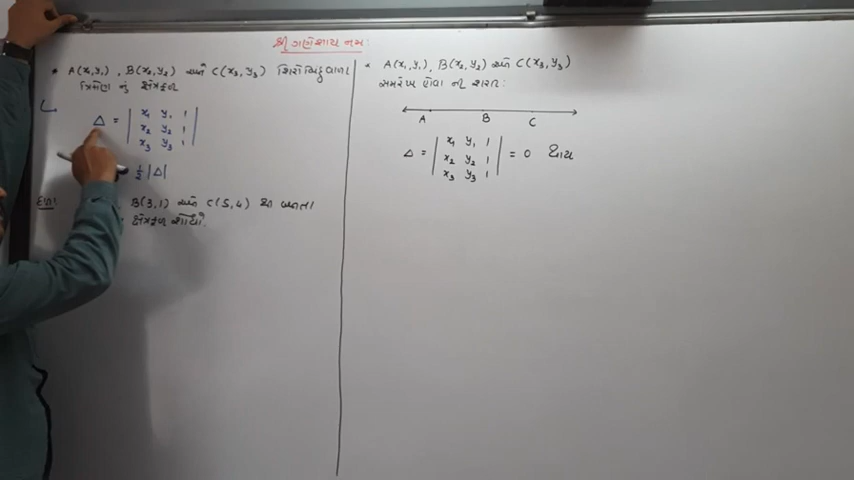 શ્રી ગણેશાય નમઃ
* A(x₁,y₁), B(x₂,y₂) અને C(x₃,y₃) શિરોબિંદુવાળા
ત્રિકોણ નું ક્ષેત્રફળ
Δ = | x₁ y₁ 1 |
| x₂ y₂ 1 |
| x₃ y₃ 1 |
½ |Δ|
B(3,1) અને C(5,4) થી બનતા
ક્ષેત્રફળ શોધો.
* A(x₁,y₁), B(x₂,y₂) અને C(x₃,y₃)
સમરેખ હોવા ની શરત:
A B C
Δ = | x₁ y₁ 1 | = 0 થાય
| x₂ y₂ 1 |
| x₃ y₃ 1 |